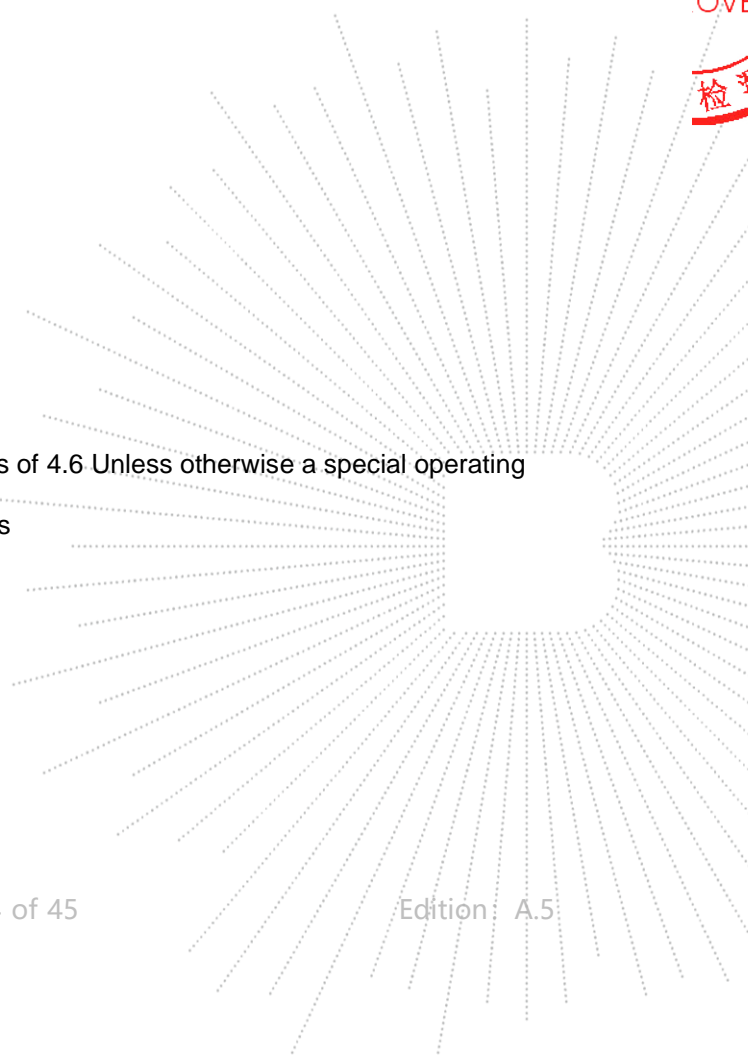 OVE
检
s of 4.6 Unless otherwise a special operating
s
of 45
Edition: A.5